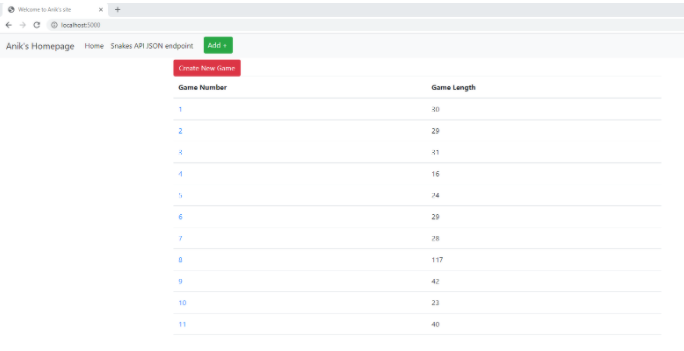 Welcome to Anik's site
localhost:5000
Anik's Homepage Home Snakes API JSON endpoint Add +
Create New Game
Game Number Game Length
1 30
2 29
3 31
4 16
5 24
6 29
7 28
8 117
9 42
10 23
11 40